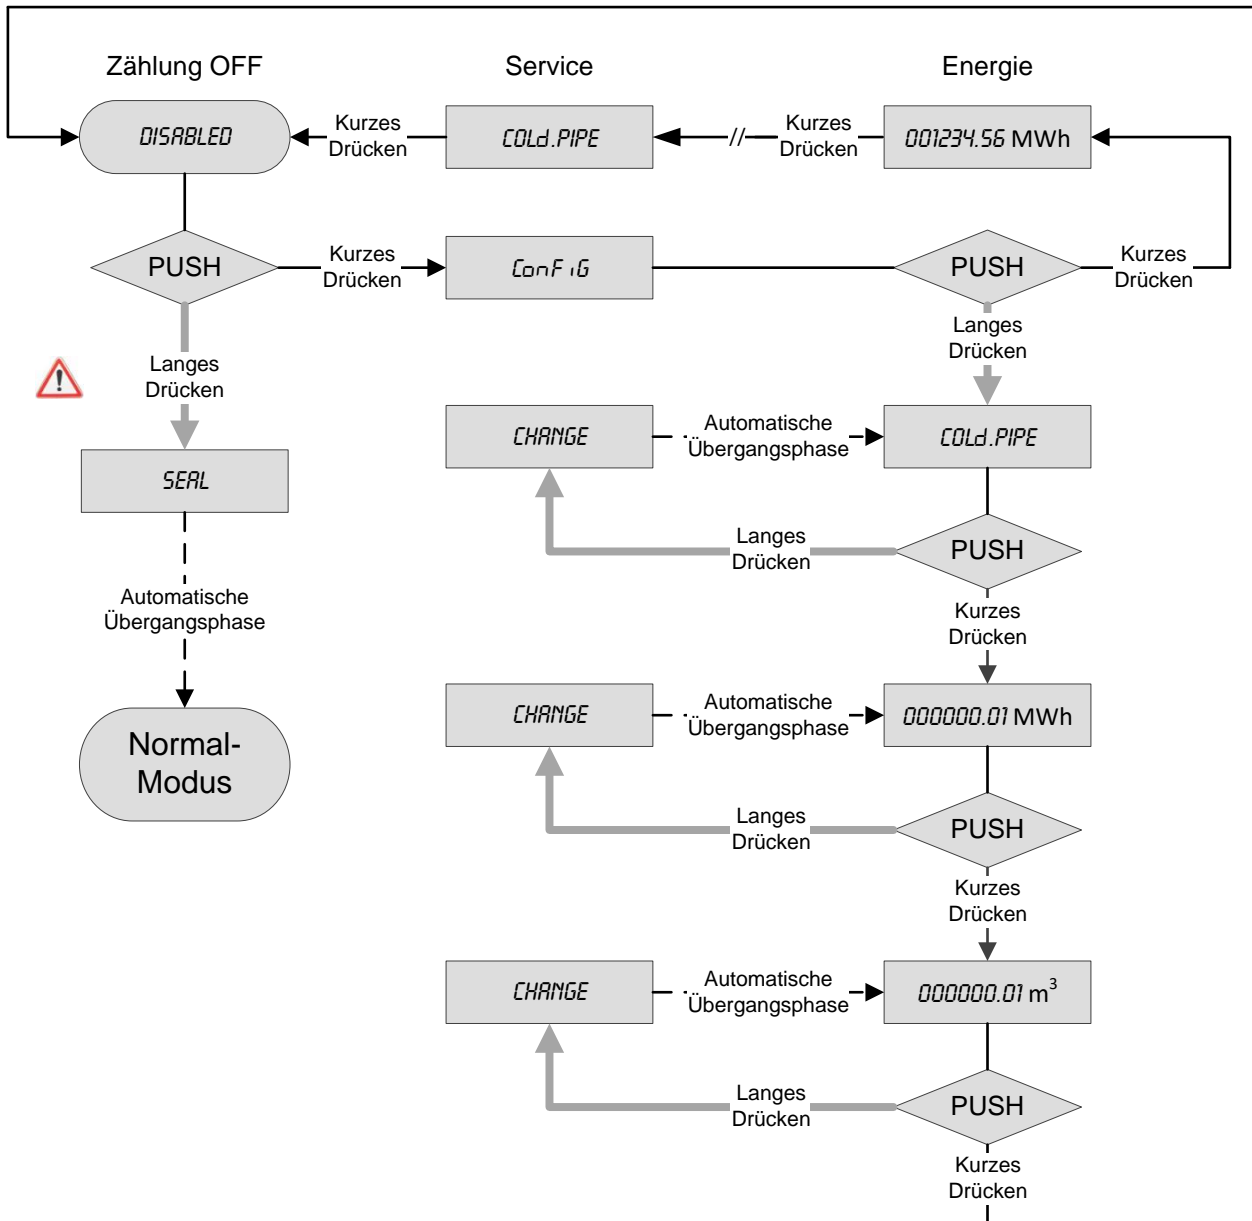 Zählung OFF
Service
Energie
DISABLED
Kurzes
Drücken
COLd.PIPE
//
Kurzes
Drücken
001234.56 MWh
PUSH
Kurzes
Drücken
ConFiG
PUSH
Kurzes
Drücken
Langes
Drücken
Langes
Drücken
CHANGE
Automatische
Übergangsphase
COLd.PIPE
SEAL
Langes
Drücken
PUSH
Automatische
Übergangsphase
Kurzes
Drücken
CHANGE
Automatische
Übergangsphase
000000.01 MWh
Normal-
Modus
Langes
Drücken
PUSH
Kurzes
Drücken
CHANGE
Automatische
Übergangsphase
000000.01 m³
Langes
Drücken
PUSH
Kurzes
Drücken